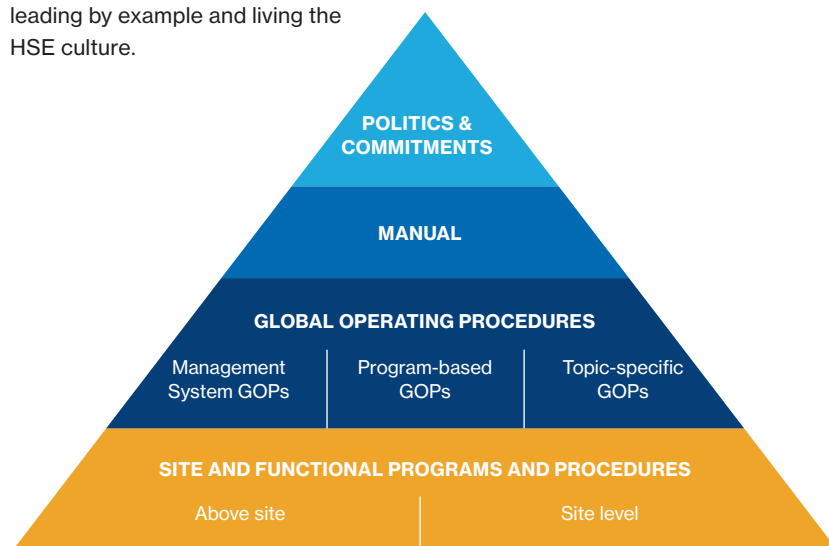 leading by example and living the
HSE culture.
POLITICS &
COMMITMENTS
MANUAL
GLOBAL OPERATING PROCEDURES
Management
System GOPs
Program-based
GOPs
Topic-specific
GOPs
SITE AND FUNCTIONAL PROGRAMS AND PROCEDURES
Above site
Site level